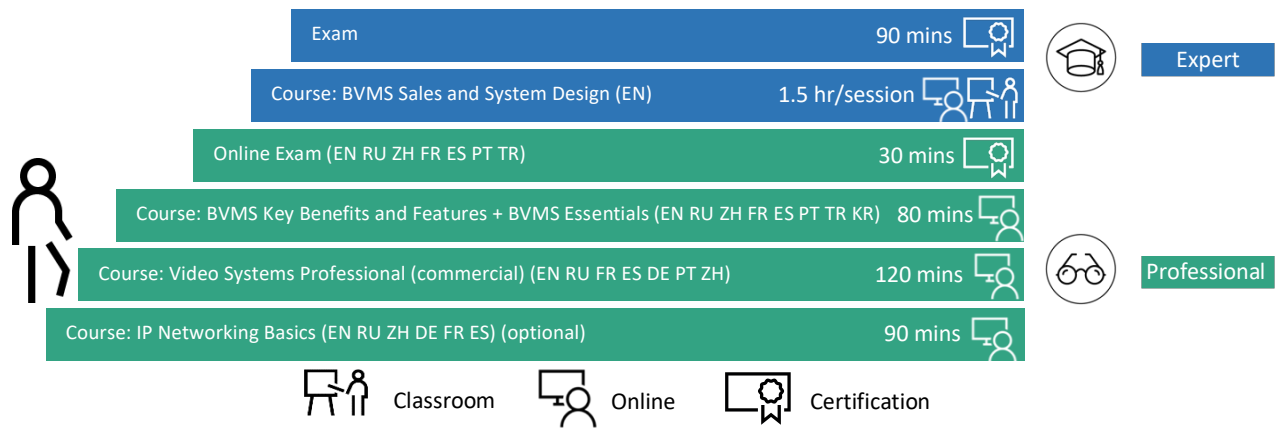 Exam 90 mins
Expert
Course: BVMS Sales and System Design (EN) 1.5 hr/session
Online Exam (EN RU ZH FR ES PT TR) 30 mins
Course: BVMS Key Benefits and Features + BVMS Essentials (EN RU ZH FR ES PT TR KR) 80 mins
Course: Video Systems Professional (commercial) (EN RU FR ES DE PT ZH) 120 mins
Professional
Course: IP Networking Basics (EN RU ZH DE FR ES) (optional) 90 mins
Classroom Online Certification